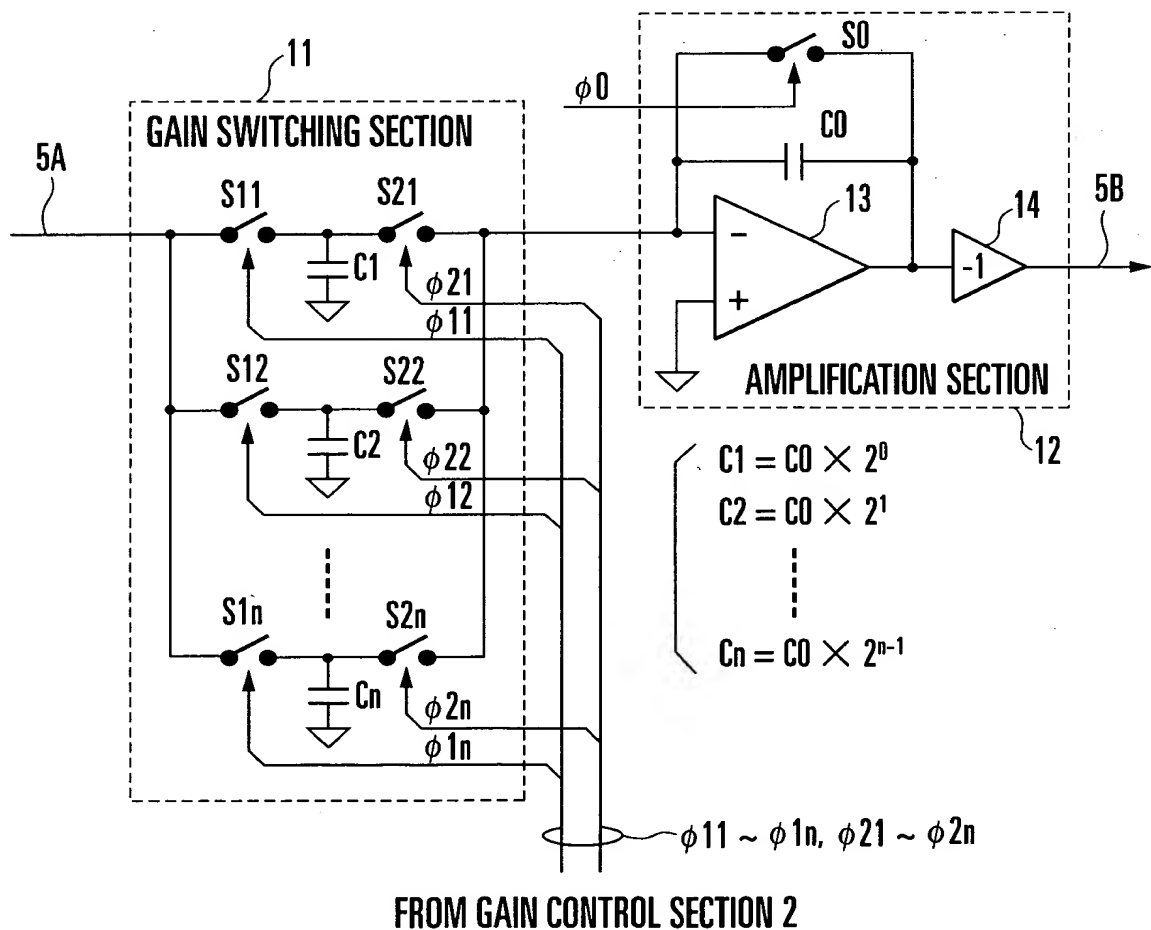 S0
11
φ0
C0
GAIN SWITCHING SECTION
5A
S11
S21
13
14
5B
−
-1
C1
φ21
+
φ11
S12
S22
AMPLIFICATION SECTION
C2
12
φ22
C1 = C0 × 2⁰
φ12
C2 = C0 × 2¹
S1n
S2n
Cn = C0 × 2ⁿ⁻¹
Cn
φ2n
φ1n
φ11 ~ φ1n, φ21 ~ φ2n
FROM GAIN CONTROL SECTION 2